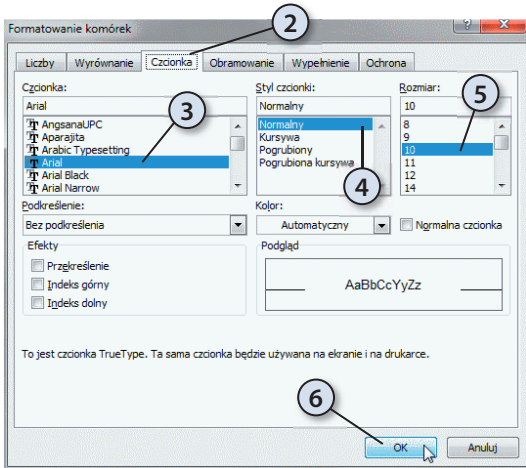 Formatowanie komórek
2
Liczby Wyrównanie Czcionka Obramowanie Wypełnienie Ochrona
Czcionka: Styl czcionki: Rozmiar:
Arial Normalny 10
AngsanaUPC Normalny 8
Aparajita Kursywa 9
Arabic Typesetting Pogrubiony 10
Arial Pogrubiona kursywa 11
Arial Black 12
Arial Narrow 14
3
4
5
Podkreślenie: Kolor:
Bez podkreślenia Automatyczny Normalna czcionka
Efekty Podgląd
Przekreślenie
Indeks górny
Indeks dolny
AaBbCcYyZz
To jest czcionka TrueType. Ta sama czcionka będzie używana na ekranie i na drukarce.
6
OK Anuluj